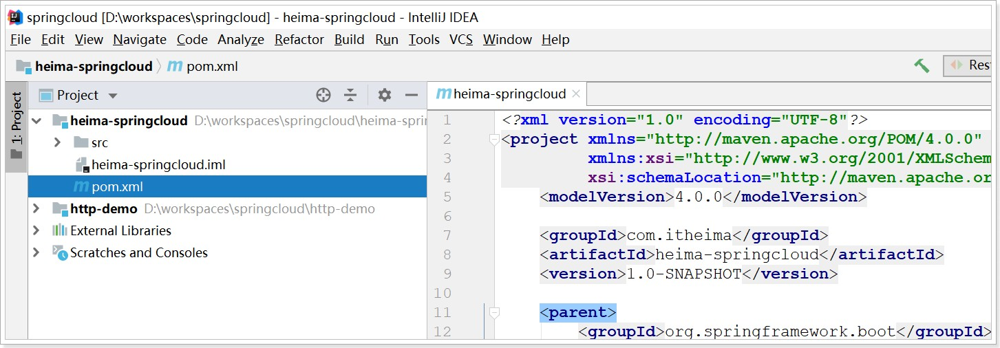 springcloud [D:\workspaces\springcloud] - heima-springcloud - IntelliJ IDEA
File Edit View Navigate Code Analyze Refactor Build Run Tools VCS Window Help
heima-springcloud pom.xml
Res
1: Project
Project
heima-springcloud D:\workspaces\springcloud\heima-spri
src
heima-springcloud.iml
pom.xml
http-demo D:\workspaces\springcloud\http-demo
External Libraries
Scratches and Consoles
heima-springcloud
1 <?xml version="1.0" encoding="UTF-8"?>
2 <project xmlns="http://maven.apache.org/POM/4.0.0"
3 xmlns:xsi="http://www.w3.org/2001/XMLSchem
4 xsi:schemaLocation="http://maven.apache.or
5 <modelVersion>4.0.0</modelVersion>
6
7 <groupId>com.itheima</groupId>
8 <artifactId>heima-springcloud</artifactId>
9 <version>1.0-SNAPSHOT</version>
10
11 <parent>
12 <groupId>org.springframework.boot</groupId>